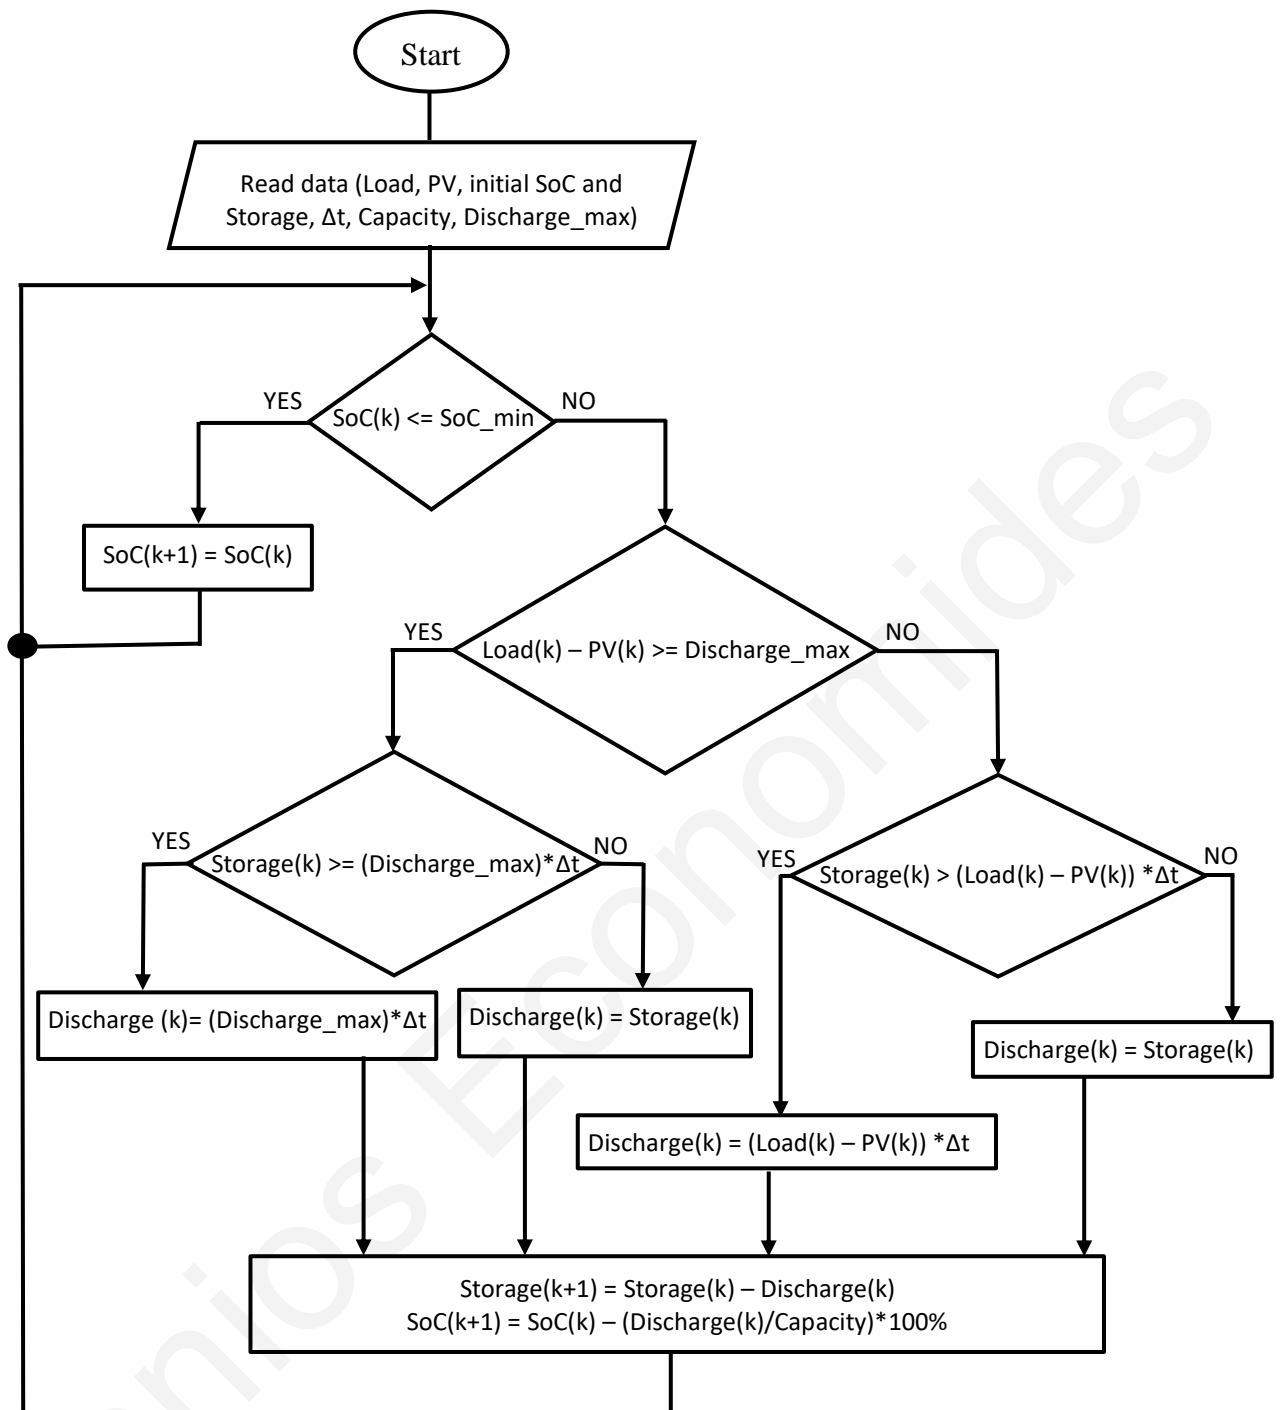 Start
Read data (Load, PV, initial SoC and
Storage, Δt, Capacity, Discharge_max)
YES
NO
SoC(k) <= SoC_min
SoC(k+1) = SoC(k)
YES
NO
Load(k) – PV(k) >= Discharge_max
YES
NO
Storage(k) >= (Discharge_max)*Δt
YES
NO
Storage(k) > (Load(k) – PV(k)) *Δt
Discharge (k)= (Discharge_max)*Δt
Discharge(k) = Storage(k)
Discharge(k) = Storage(k)
Discharge(k) = (Load(k) – PV(k)) *Δt
Storage(k+1) = Storage(k) – Discharge(k)
SoC(k+1) = SoC(k) – (Discharge(k)/Capacity)*100%
Economides